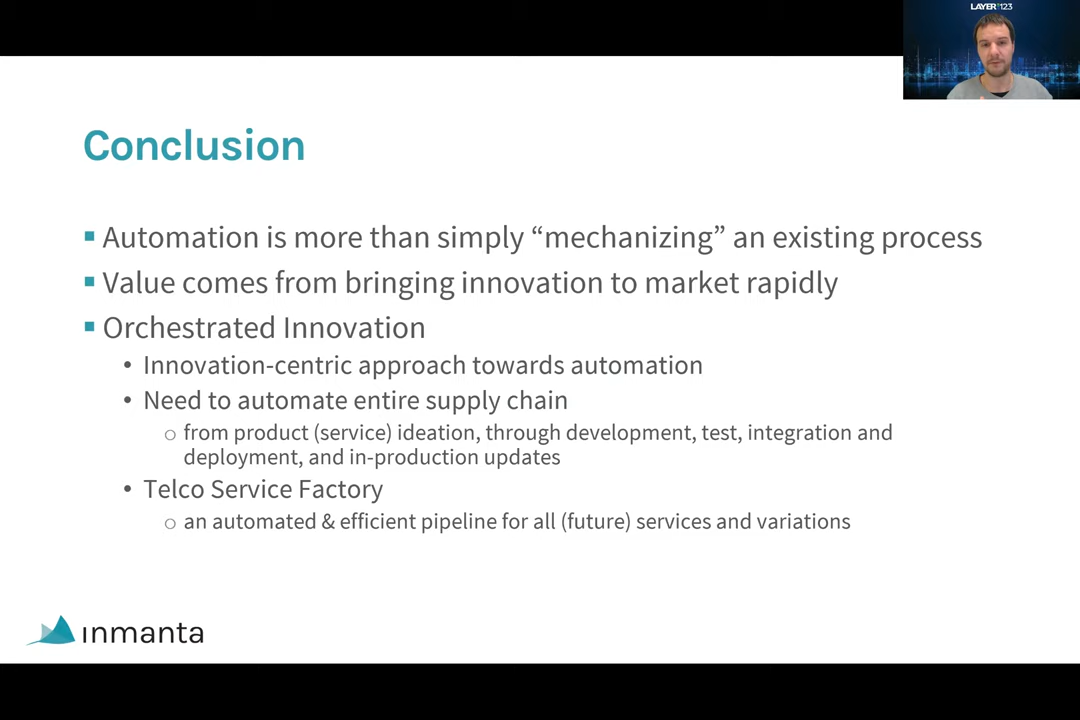 LAYER123
Conclusion
▪ Automation is more than simply “mechanizing” an existing process
▪ Value comes from bringing innovation to market rapidly
▪ Orchestrated Innovation
• Innovation-centric approach towards automation
• Need to automate entire supply chain
○ from product (service) ideation, through development, test, integration and
deployment, and in-production updates
• Telco Service Factory
○ an automated & efficient pipeline for all (future) services and variations
inmanta